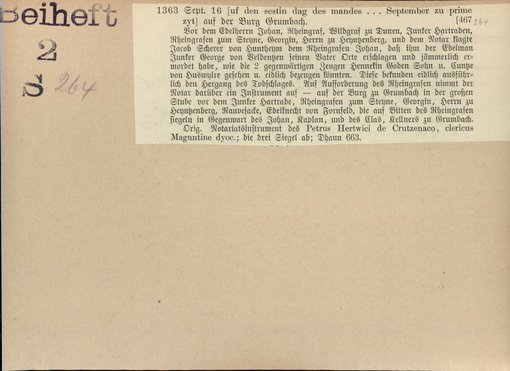 Beiheft
2
S 264
1363 Sept. 16 [uf den sestin dag des mandes ... September zu prime
zyt] auf der Burg Grumbach. [467
264
Vor dem Edelherrn Johan, Rheingraf, Wildgraf zu Dunen, Junker Hartraden,
Rheingrafen zum Steyne, Georgin, Herrn zu Heyntzenberg, und dem Notar klagte
Jacob Scherer von Huntheym dem Rheingrafen Johan, daß ihm der Edelman
Junker George von Veldentzen seinen Vater Orte erschlagen und jämmerlich er-
mordet habe, wie die 2 gegenwärtigen Zeugen Hennekin Goden Sohn u. Cuntze
von Huswylre gesehen u. eidlich bezeugen könnten. Diese bekunden eidlich ausführ-
lich den Hergang des Todschlages. Auf Aufforderung des Rheingrafen nimmt der
Notar darüber ein Instrument auf — auf der Burg zu Grumbach in der großen
Stube vor dem Junker Hartrade, Rheingrafen zum Steyne, Georgin, Herrn zu
Heyntzenberg, Ramvesacke, Edelknecht von Fornfels, die auf Bitten des Rheingrafen
siegeln in Gegenwart des Johan, Kaplan, und des Clas, Kellners zu Grumbach.
Orig. Notariatsinstrument des Petrus Hertwici de Crutzenaco, clericus
Maguntine dyoc.; die drei Siegel ab; Dhaun 663.